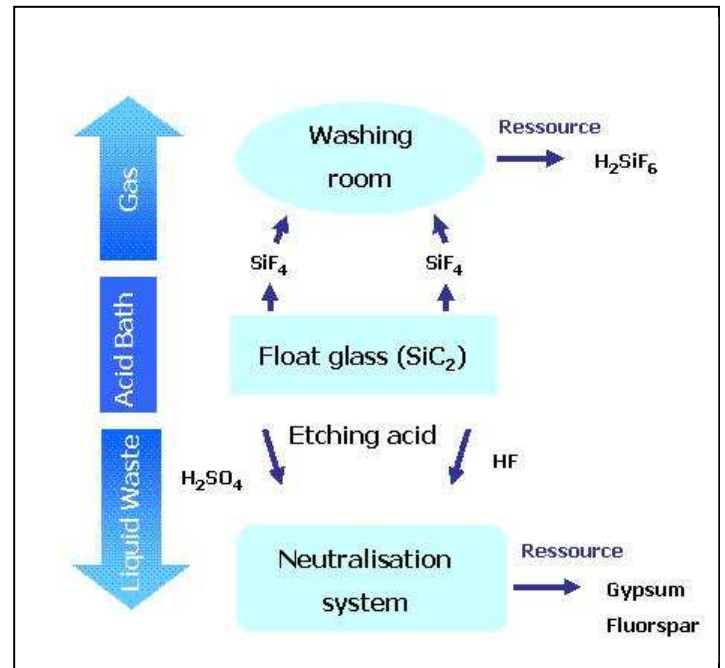 Gas
Acid Bath
Liquid Waste
Washing
room
Ressource
H₂SiF₆
SiF₄
SiF₄
Float glass (SiC₂)
Etching acid
H₂SO₄
HF
Neutralisation
system
Ressource
Gypsum
Fluorspar